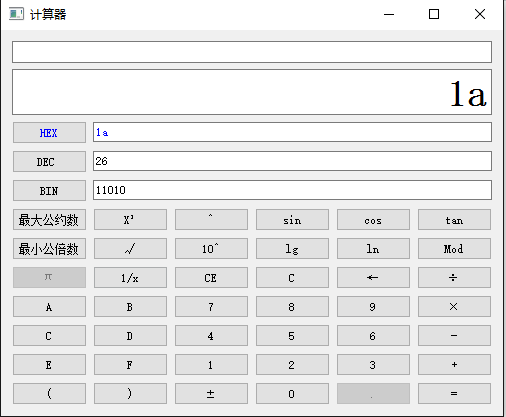 计算器
1a
HEX 1a
DEC 26
BIN 11010
最大公约数 X³ ^ sin cos tan
最小公倍数 √ 10^ lg ln Mod
π 1/x CE C ← ÷
A B 7 8 9 ×
C D 4 5 6 -
E F 1 2 3 +
( ) ± 0 . =